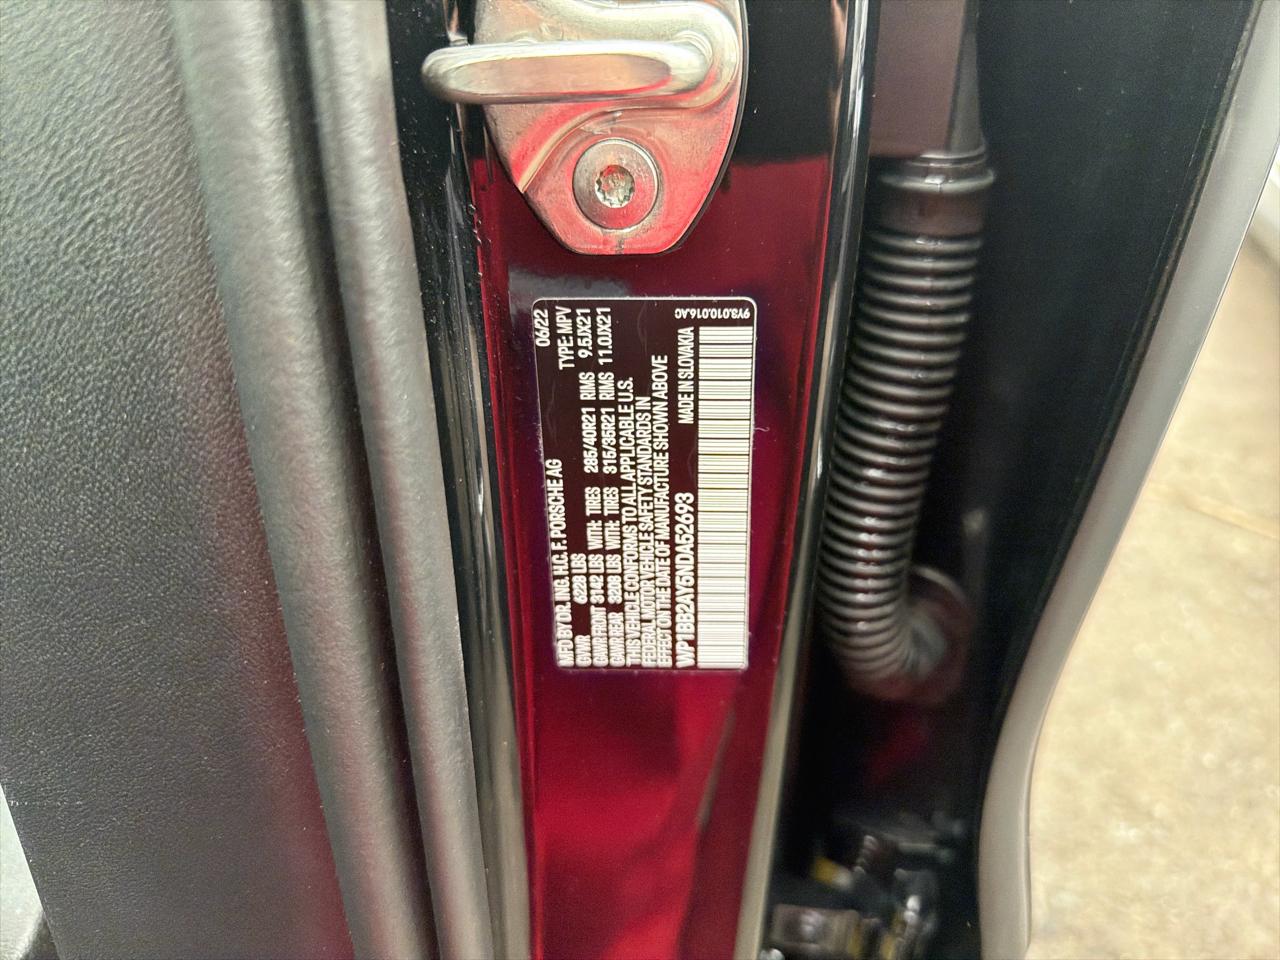 06/22
MFD BY DR. ING. H.C. F. PORSCHE AG
GVWR 6228 LBS TYPE: MPV
GAWR FRONT 3142 LBS WITH: TIRES 285/40R21 RIMS 9.5JX21
GAWR REAR 3208 LBS WITH: TIRES 315/35R21 RIMS 11.0JX21
THIS VEHICLE CONFORMS TO ALL APPLICABLE U.S.
FEDERAL MOTOR VEHICLE SAFETY STANDARDS IN
EFFECT ON THE DATE OF MANUFACTURE SHOWN ABOVE
WP1BB2AY5NDA52693 MADE IN SLOVAKIA
9Y3.010.016.AC